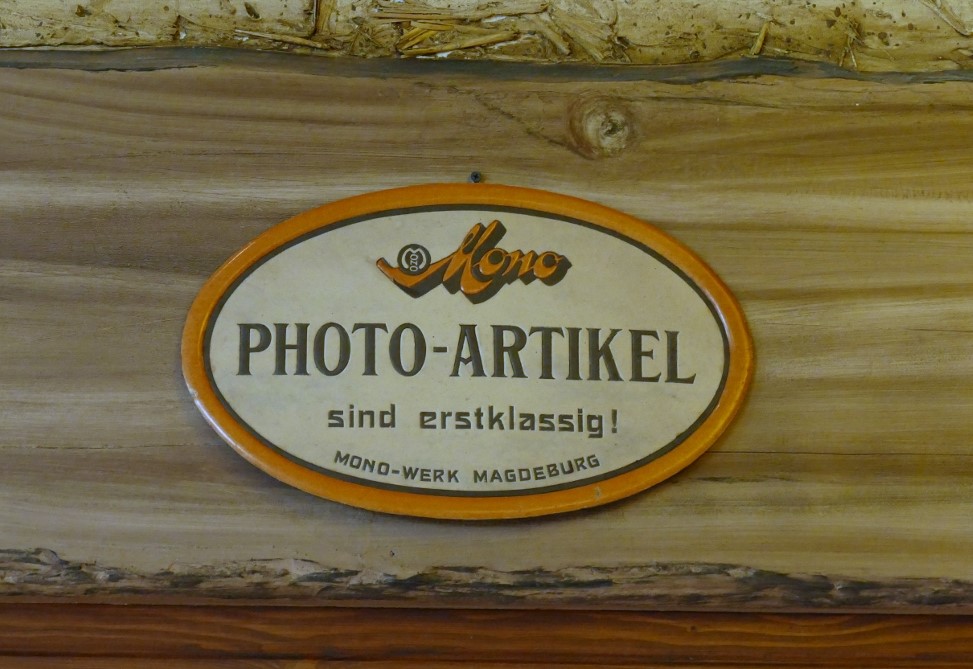 Mono
PHOTO-ARTIKEL
sind erstklassig!
MONO-WERK MAGDEBURG